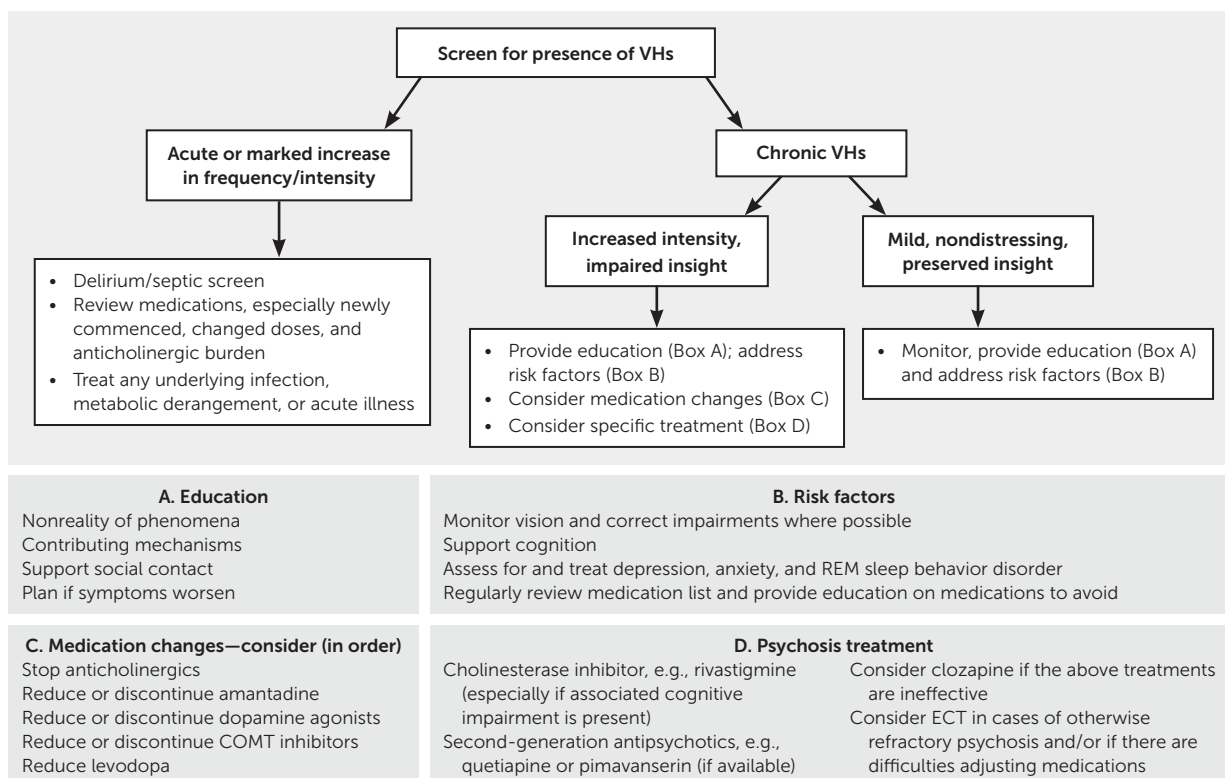 Screen for presence of VHs
Acute or marked increase
in frequency/intensity
Chronic VHs
Increased intensity,
impaired insight
Mild, nondistressing,
preserved insight
• Delirium/septic screen
• Review medications, especially newly
commenced, changed doses, and
anticholinergic burden
• Treat any underlying infection,
metabolic derangement, or acute illness
• Provide education (Box A); address
risk factors (Box B)
• Consider medication changes (Box C)
• Consider specific treatment (Box D)
• Monitor, provide education (Box A)
and address risk factors (Box B)
A. Education
Nonreality of phenomena
Contributing mechanisms
Support social contact
Plan if symptoms worsen
B. Risk factors
Monitor vision and correct impairments where possible
Support cognition
Assess for and treat depression, anxiety, and REM sleep behavior disorder
Regularly review medication list and provide education on medications to avoid
C. Medication changes—consider (in order)
Stop anticholinergics
Reduce or discontinue amantadine
Reduce or discontinue dopamine agonists
Reduce or discontinue COMT inhibitors
Reduce levodopa
D. Psychosis treatment
Cholinesterase inhibitor, e.g., rivastigmine
(especially if associated cognitive
impairment is present)
Second-generation antipsychotics, e.g.,
quetiapine or pimavanserin (if available)
Consider clozapine if the above treatments
are ineffective
Consider ECT in cases of otherwise
refractory psychosis and/or if there are
difficulties adjusting medications